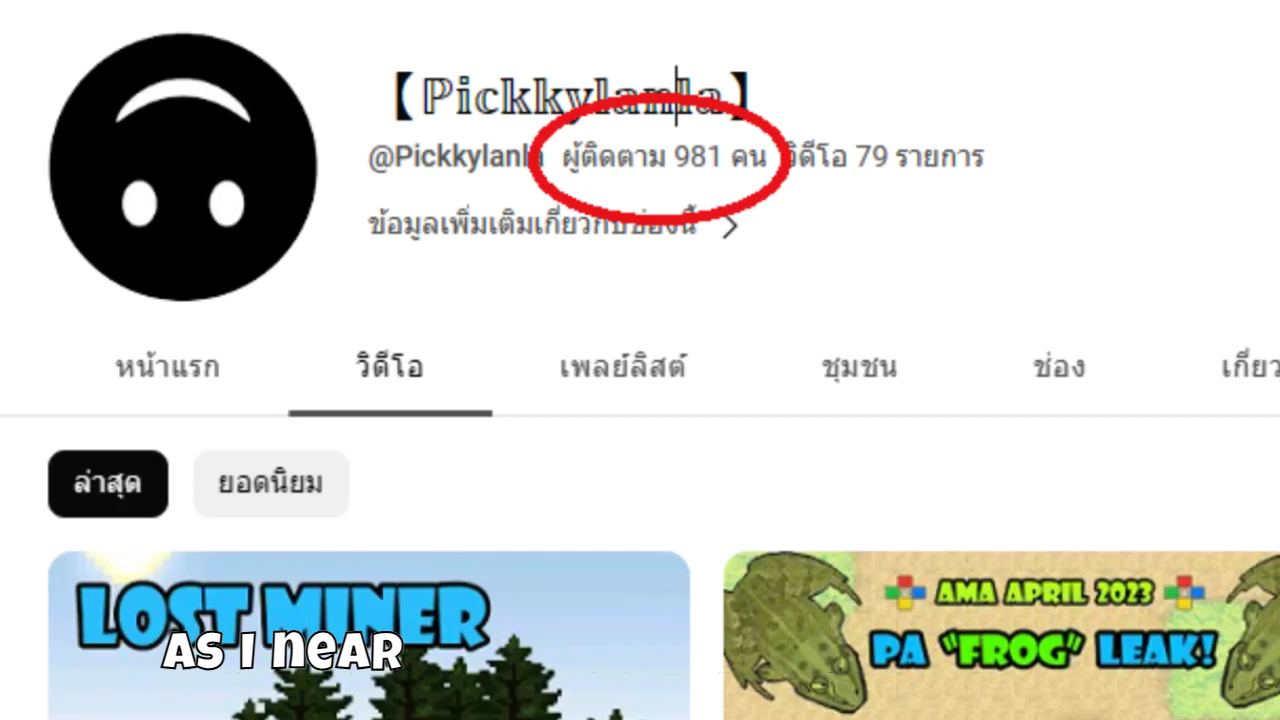 【ℙ𝕚𝕔𝕜𝕜𝕪𝕝𝕒𝕟𝕝𝕒】
@Pickkylanla ผู้ติดตาม 981 คน วิดีโอ 79 รายการ
ข้อมูลเพิ่มเติมเกี่ยวกับช่องนี้ >
หน้าแรก วิดีโอ เพลย์ลิสต์ ชุมชน ช่อง
ล่าสุด ยอดนิยม
LOST MINER
AS I NEAR
AMA APRIL 2023
PA "FROG" LEAK!